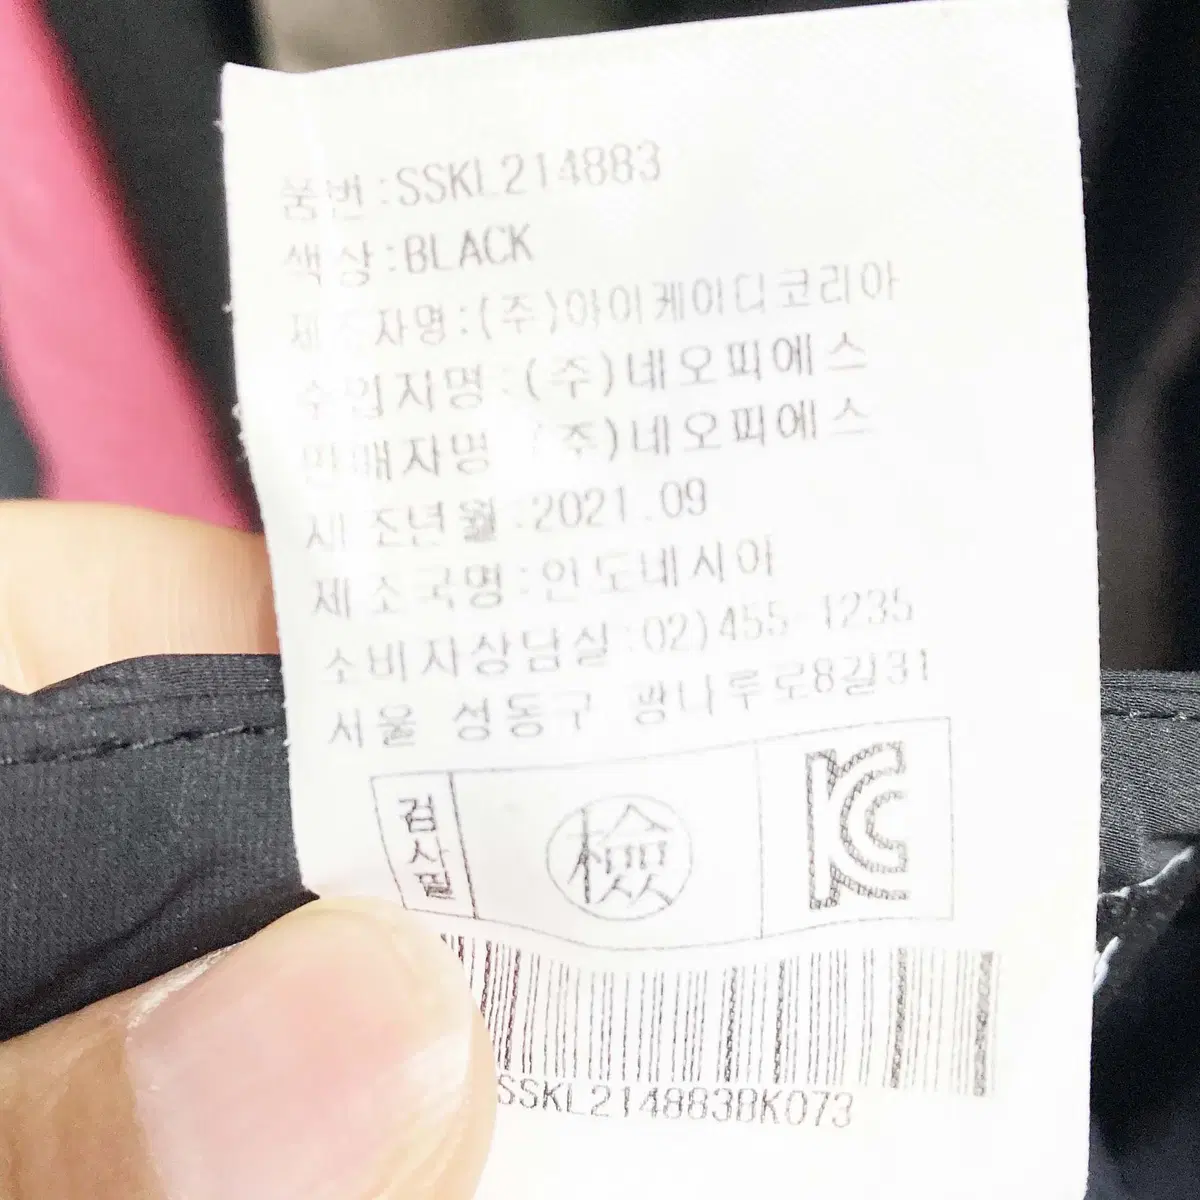 품번:SSKL214883
색상:BLACK
제조자명:(주)아이케이디코리아
수입자명:(주)네오피에스
판매자명 (주)네오피에스
제조년월:2021.09
제조국명:인도네시아
소비자상담실:02)455-1235
서울 성동구 광나루로8길31
검사필
檢
KC
SSKL214883BK073